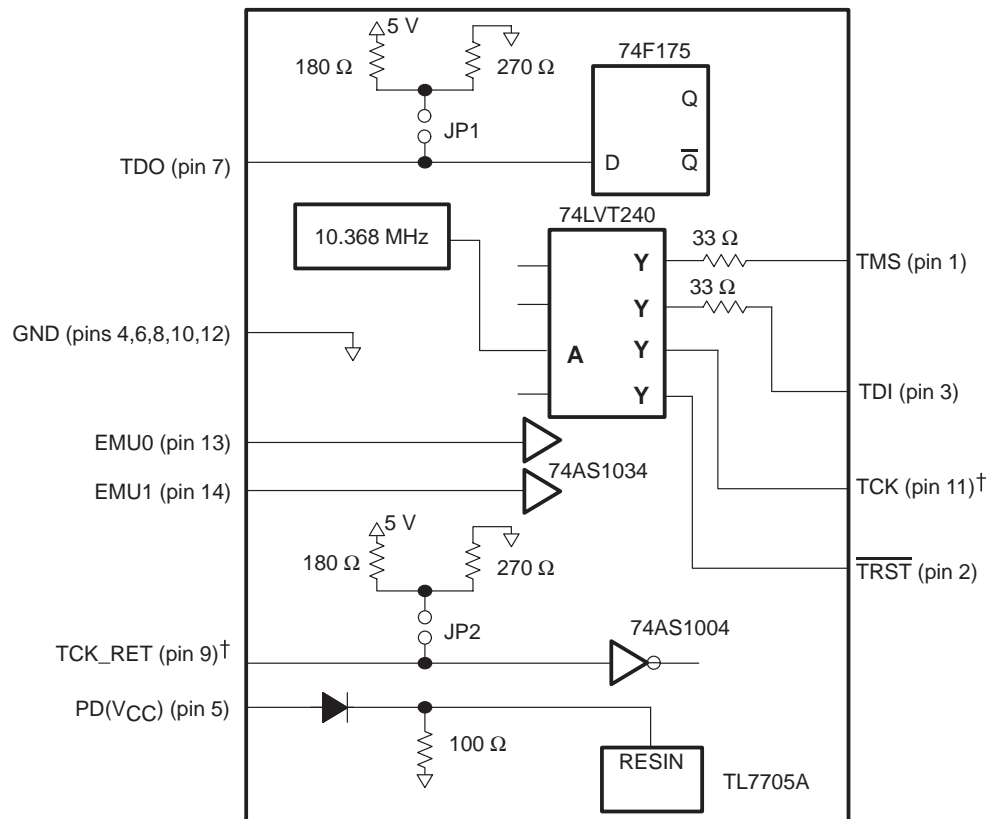 5 V
180 Ω
270 Ω
74F175
Q
JP1
TDO (pin 7)
D
Q
74LVT240
10.368 MHz
33 Ω
Y
TMS (pin 1)
33 Ω
Y
GND (pins 4,6,8,10,12)
A
Y
Y
TDI (pin 3)
EMU0 (pin 13)
74AS1034
EMU1 (pin 14)
TCK (pin 11)†
5 V
180 Ω
270 Ω
TRST (pin 2)
JP2
74AS1004
TCK_RET (pin 9)†
PD(VCC) (pin 5)
100 Ω
RESIN
TL7705A